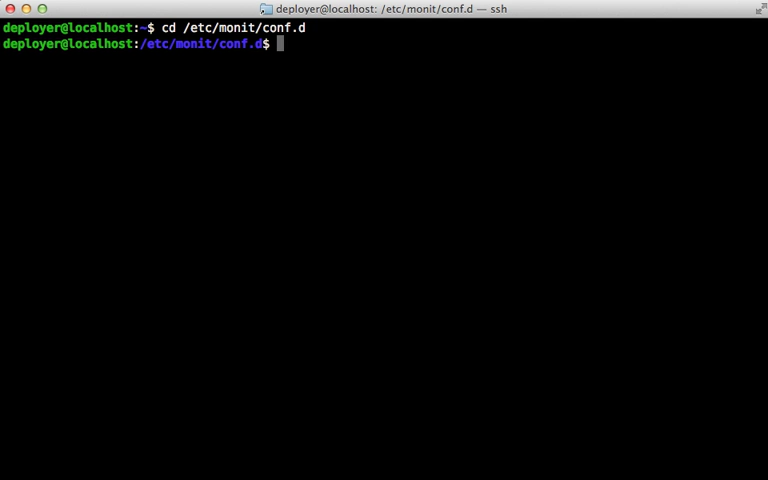 deployer@localhost: /etc/monit/conf.d — ssh
deployer@localhost:~$ cd /etc/monit/conf.d
deployer@localhost:/etc/monit/conf.d$